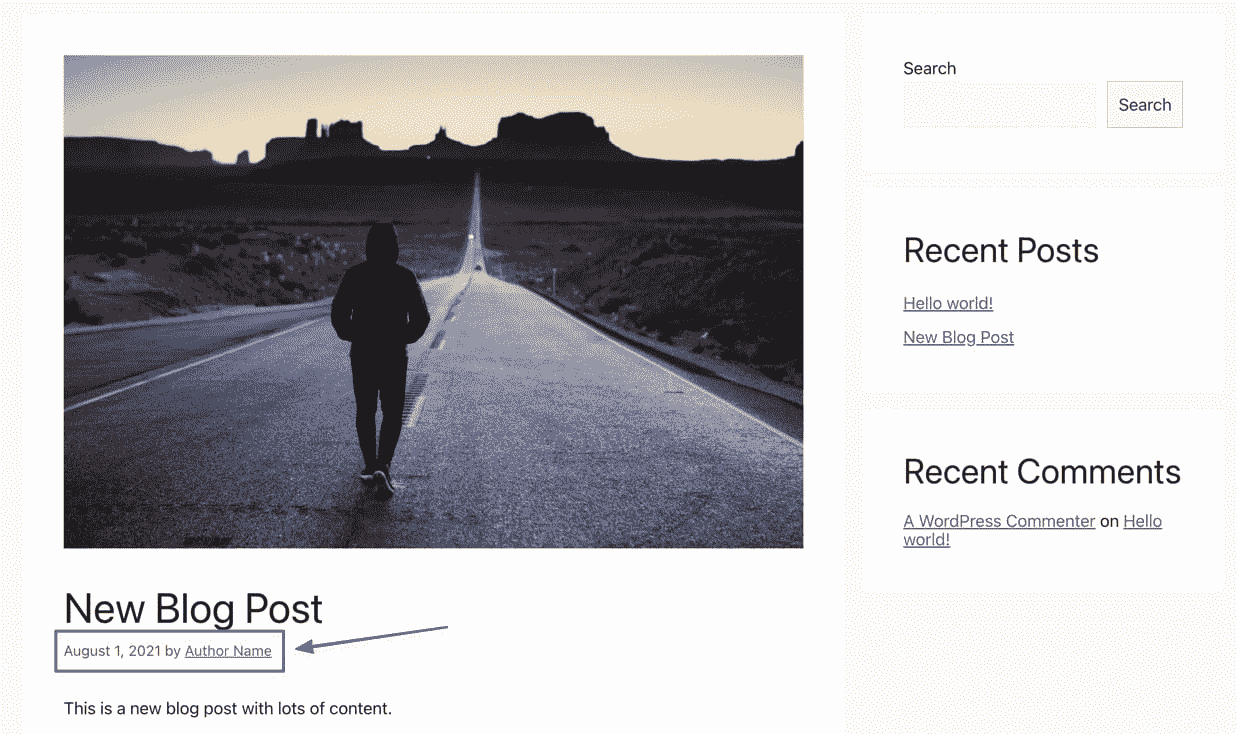 New Blog Post
August 1, 2021 by Author Name
This is a new blog post with lots of content.
Search
Search
Recent Posts
Hello world!
New Blog Post
Recent Comments
A WordPress Commenter on Hello
world!